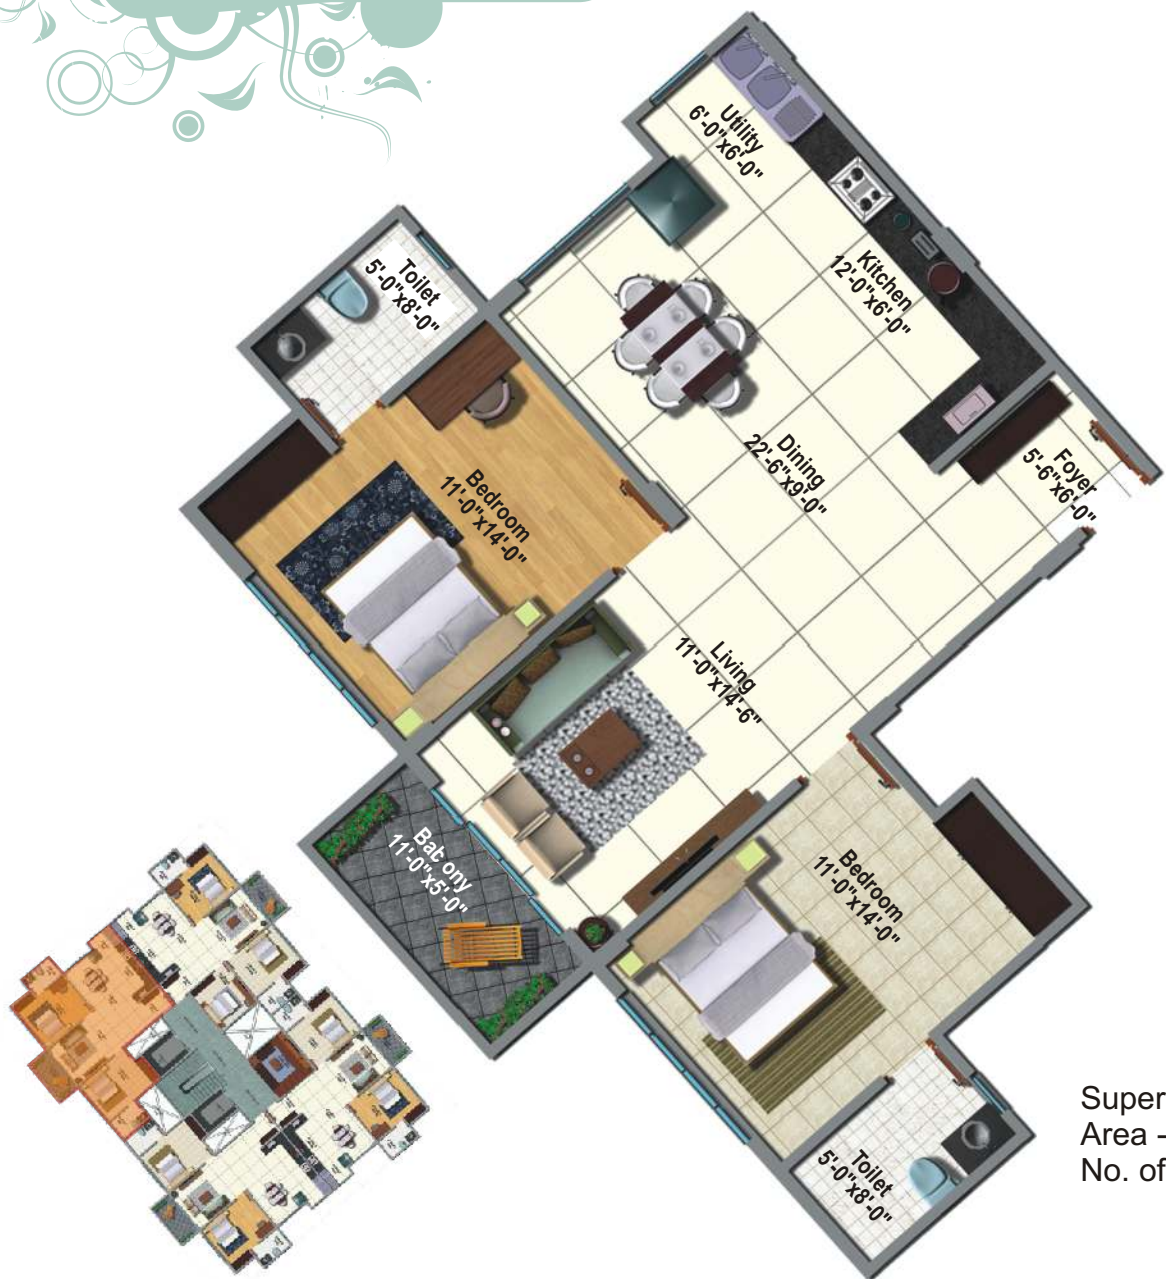 Utility
6'-0"x6'-0"
Toilet
5'-0"x8'-0"
Kitchen
12'-0"x6'-0"
Dining
22'-6"x9'-0"
Foyer
5'-6"x6'-0"
Bedroom
11'-0"x14'-0"
Living
11'-0"x14'-6"
Balcony
11'-0"x5'-0"
Bedroom
11'-0"x14'-0"
Toilet
5'-0"x8'-0"
Super
Area -
No. of